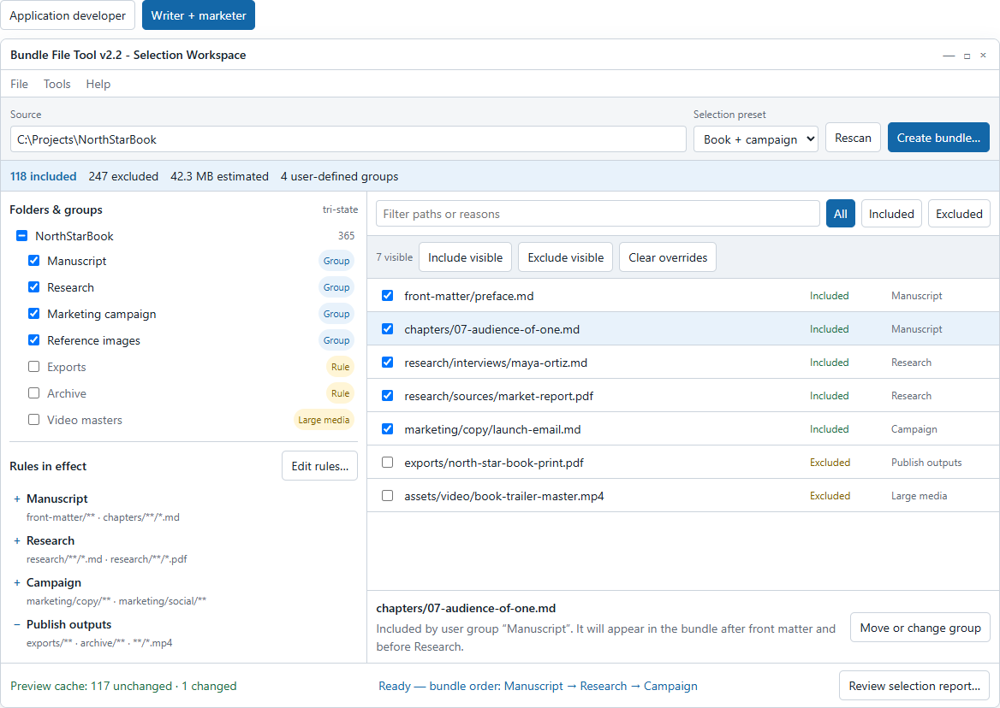 Application developer Writer + marketer
Bundle File Tool v2.2 - Selection Workspace
File Tools Help
Source
Selection preset
C:\Projects\NorthStarBook
Book + campaign
Rescan
Create bundle...
118 included 247 excluded 42.3 MB estimated 4 user-defined groups
Folders & groups tri-state
NorthStarBook 365
Manuscript Group
Research Group
Marketing campaign Group
Reference images Group
Exports Rule
Archive Rule
Video masters Large media
Rules in effect Edit rules...
+ Manuscript
front-matter/** · chapters/**/*.md
+ Research
research/**/*.md · research/**/*.pdf
+ Campaign
marketing/copy/** · marketing/social/**
− Publish outputs
exports/** · archive/** · **/*.mp4
Filter paths or reasons All Included Excluded
7 visible Include visible Exclude visible Clear overrides
front-matter/preface.md Included Manuscript
chapters/07-audience-of-one.md Included Manuscript
research/interviews/maya-ortiz.md Included Research
research/sources/market-report.pdf Included Research
marketing/copy/launch-email.md Included Campaign
exports/north-star-book-print.pdf Excluded Publish outputs
assets/video/book-trailer-master.mp4 Excluded Large media
chapters/07-audience-of-one.md
Included by user group “Manuscript”. It will appear in the bundle after front matter and
before Research.
Move or change group
Preview cache: 117 unchanged · 1 changed
Ready — bundle order: Manuscript → Research → Campaign
Review selection report...